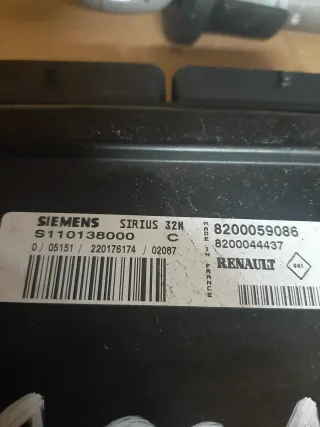 SIEMENS SIRIUS 32N
S110138000 C
0 / 05151 / 220176174 / 02087
MADE IN FRANCE
8200059086
8200044437
RENAULT